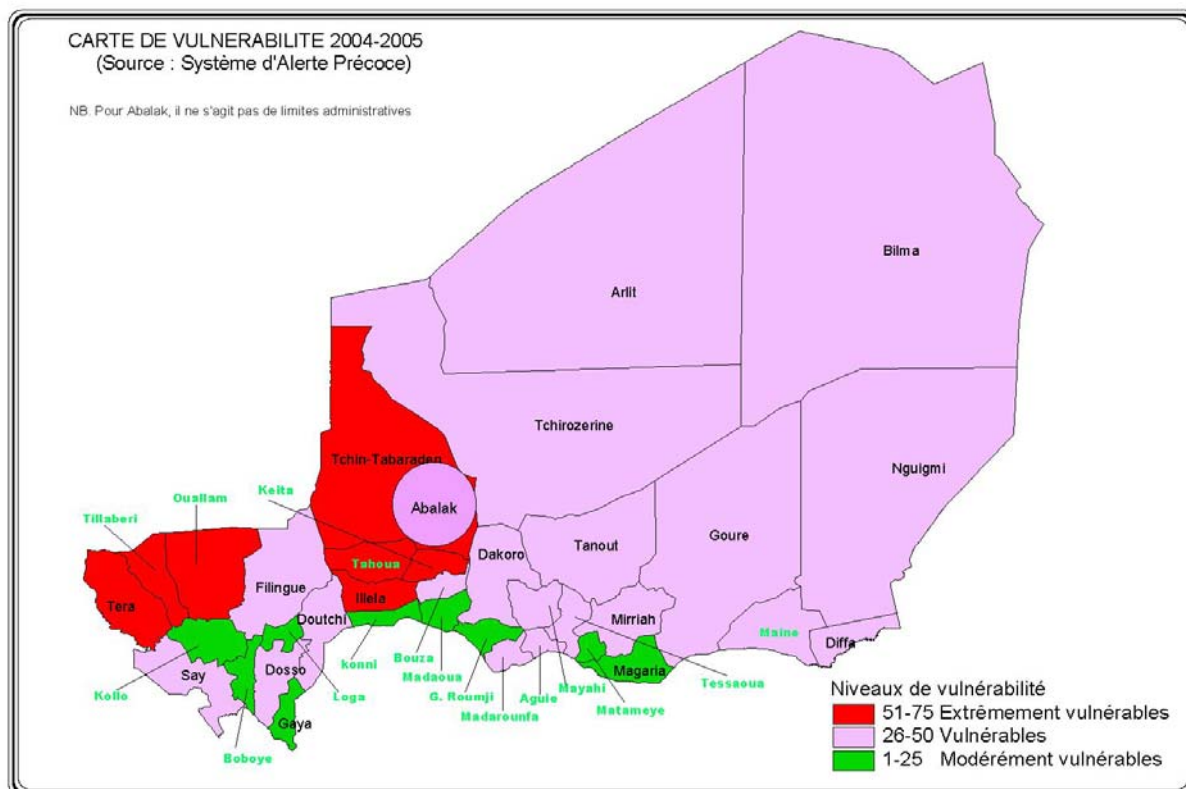 CARTE DE VULNERABILITE 2004-2005
(Source : Système d'Alerte Précoce)
NB. Pour Abalak, il ne s'agit pas de limites administratives
Bilma
Arlit
Tchirozerine
Nguigmi
Tchin-Tabaraden
Keita
Ouallam
Abalak
Tillaberi
Goure
Tanout
Dakoro
Tahoua
Filingue
Illela
Tera
Doutchi
Mirriah
Maine
Diffa
konni
Bouza
Madaoua
G. Roumji
Madarounfa
Aguie
Mayahi
Matameye
Magaria
Tessaoua
Say
Dosso
Kollo
Loga
Gaya
Boboye
Niveaux de vulnérabilité
51-75 Extrêmement vulnérables
26-50 Vulnérables
1-25 Modérément vulnérables